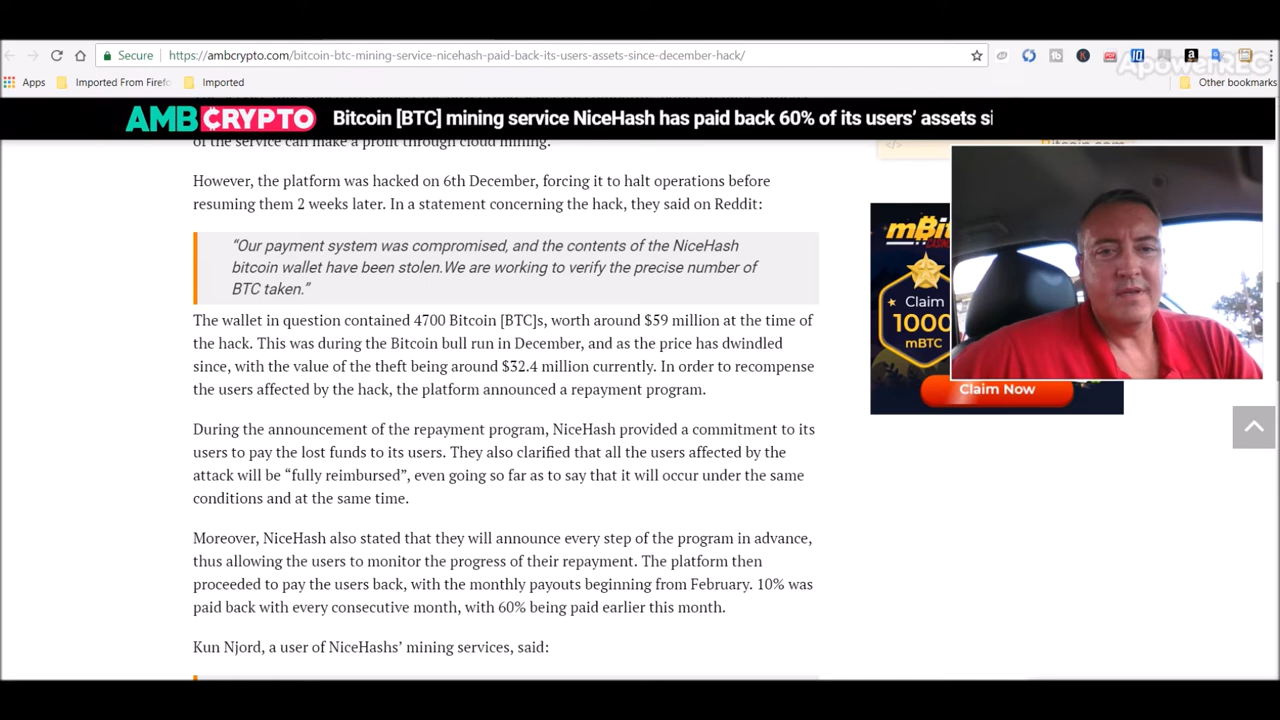 Secure
https://ambcrypto.com/bitcoin-btc-mining-service-nicehash-paid-back-its-users-assets-since-december-hack/
ApowerREC
Apps
Imported From Firef
Imported
Other bookmarks
AMBCRYPTO
Bitcoin [BTC] mining service NiceHash has paid back 60% of its users’ assets si
of the service can make a profit through cloud mining.
Bitcoin.com
However, the platform was hacked on 6th December, forcing it to halt operations before
resuming them 2 weeks later. In a statement concerning the hack, they said on Reddit:
“Our payment system was compromised, and the contents of the NiceHash
bitcoin wallet have been stolen.We are working to verify the precise number of
BTC taken.”
The wallet in question contained 4700 Bitcoin [BTC]s, worth around $59 million at the time of
the hack. This was during the Bitcoin bull run in December, and as the price has dwindled
since, with the value of the theft being around $32.4 million currently. In order to recompense
the users affected by the hack, the platform announced a repayment program.
During the announcement of the repayment program, NiceHash provided a commitment to its
users to pay the lost funds to its users. They also clarified that all the users affected by the
attack will be “fully reimbursed”, even going so far as to say that it will occur under the same
conditions and at the same time.
Moreover, NiceHash also stated that they will announce every step of the program in advance,
thus allowing the users to monitor the progress of their repayment. The platform then
proceeded to pay the users back, with the monthly payouts beginning from February. 10% was
paid back with every consecutive month, with 60% being paid earlier this month.
Kun Njord, a user of NiceHashs’ mining services, said:
mBit
Claim
1000
mBTC
Claim Now